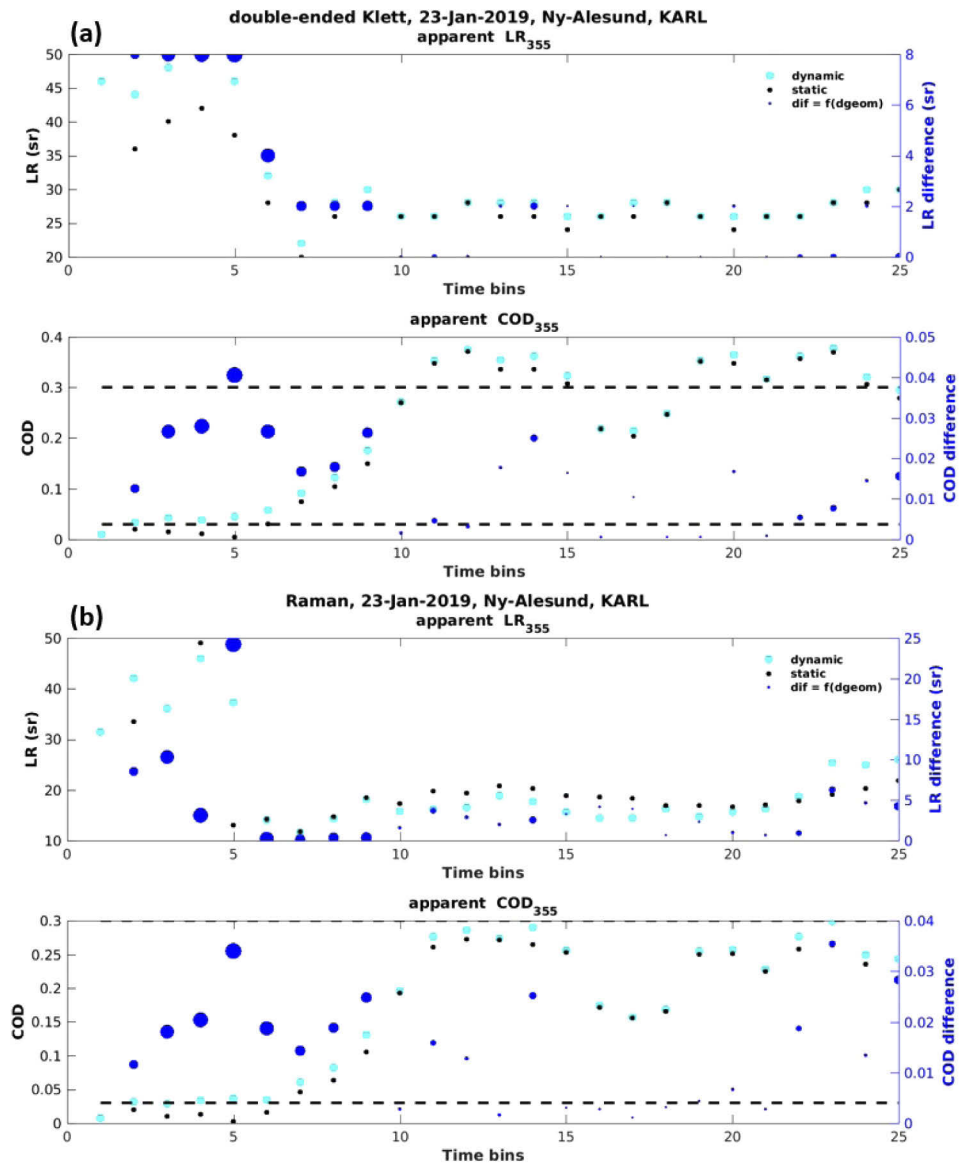 (a)
double-ended Klett, 23-Jan-2019, Ny-Alesund, KARL
apparent LR355
50
45
40
35
30
25
20
LR (sr)
dynamic
static
dif = f(dgeom)
8
6
4
2
0
LR difference (sr)
0
5
10
15
20
25
Time bins
apparent COD355
0.4
0.3
0.2
0.1
0
COD
0.05
0.04
0.03
0.02
0.01
0
COD difference
0
5
10
15
20
25
Time bins
(b)
Raman, 23-Jan-2019, Ny-Alesund, KARL
apparent LR355
50
40
30
20
10
LR (sr)
dynamic
static
dif = f(dgeom)
25
20
15
10
5
0
LR difference (sr)
0
5
10
15
20
25
Time bins
apparent COD355
0.3
0.25
0.2
0.15
0.1
0.05
0
COD
0.04
0.03
0.02
0.01
0
COD difference
0
5
10
15
20
25
Time bins